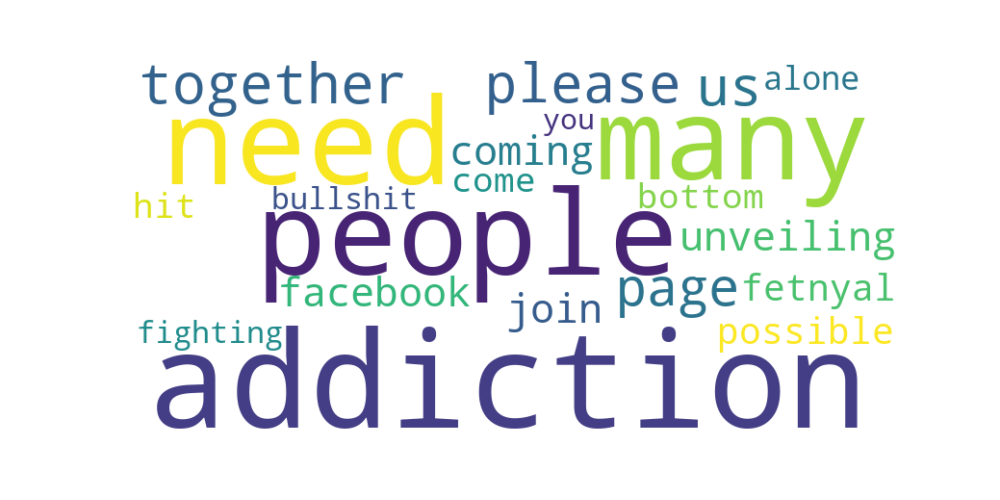 together please us alone
need you many
coming
come
hit bullshit people bottom
unveiling
facebook join page fetnyal
fighting addiction possible